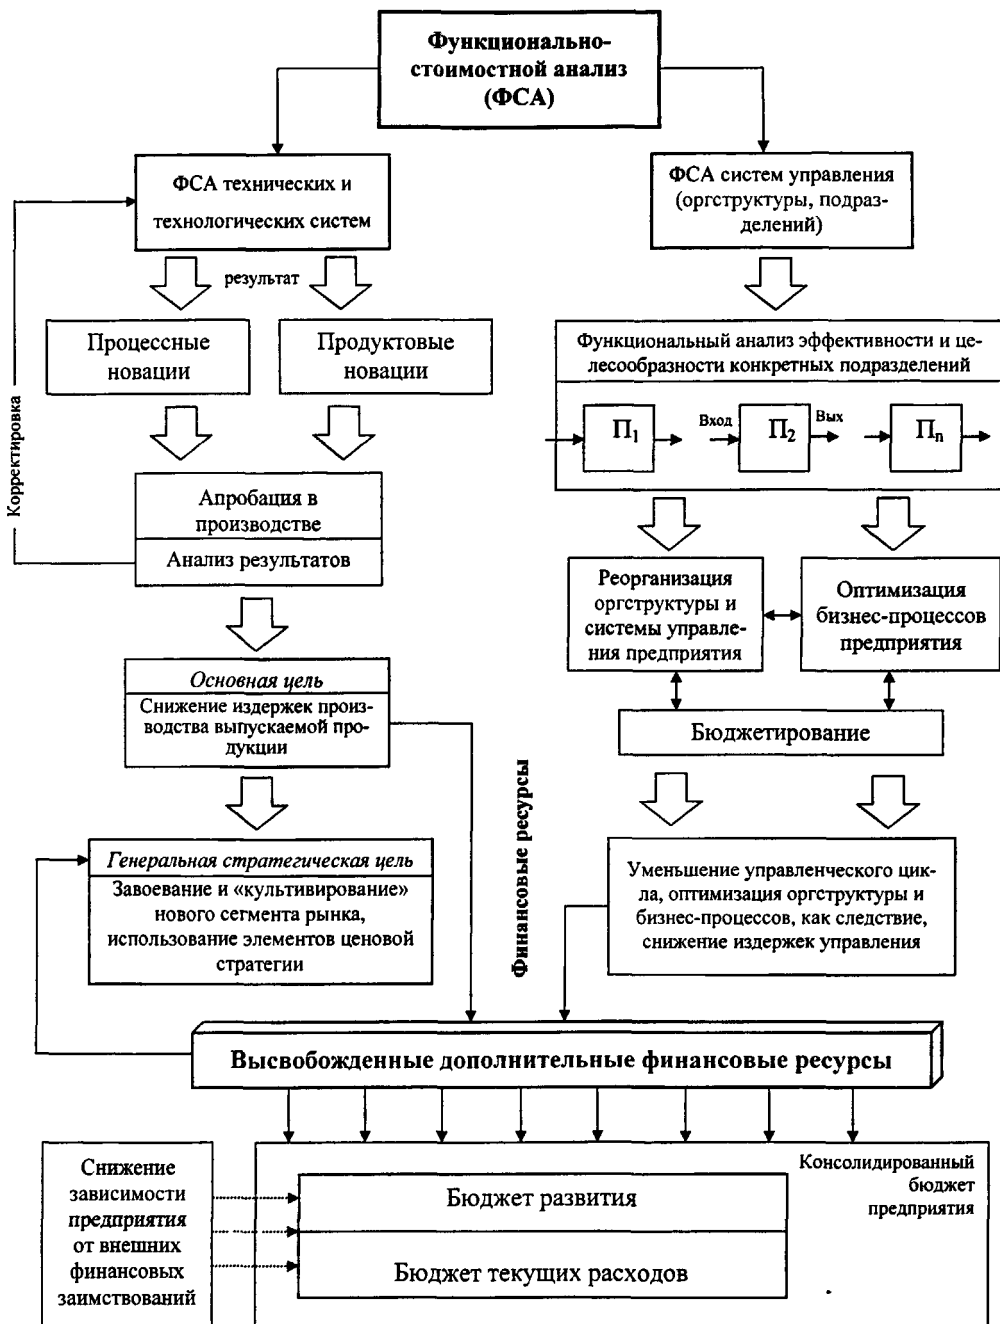 Функционально-
стоимостной анализ
(ФСА)
ФСА технических и
технологических систем
ФСА систем управления
(оргструктуры, подраз-
делений)
результат
Процессные
новации
Продуктовые
новации
Корректировка
Апробация в
производстве
Анализ результатов
Функциональный анализ эффективности и це-
лесообразности конкретных подразделений
П1
Вход
П2
Вых
Пn
Реорганизация
оргструктуры и
системы управле-
ния предприятия
Оптимизация
бизнес-процессов
предприятия
Бюджетирование
Основная цель
Снижение издержек произ-
водства выпускаемой про-
дукции
Генеральная стратегическая цель
Завоевание и «культивирование»
нового сегмента рынка,
использование элементов ценовой
стратегии
Финансовые ресурсы
Уменьшение управленческого цик-
ла, оптимизация оргструктуры и
бизнес-процессов, как следствие,
снижение издержек управления
Высвобожденные дополнительные финансовые ресурсы
Снижение
зависимости
предприятия
от внешних
финансовых
заимствований
Бюджет развития
Бюджет текущих расходов
Консолидированный
бюджет
предприятия